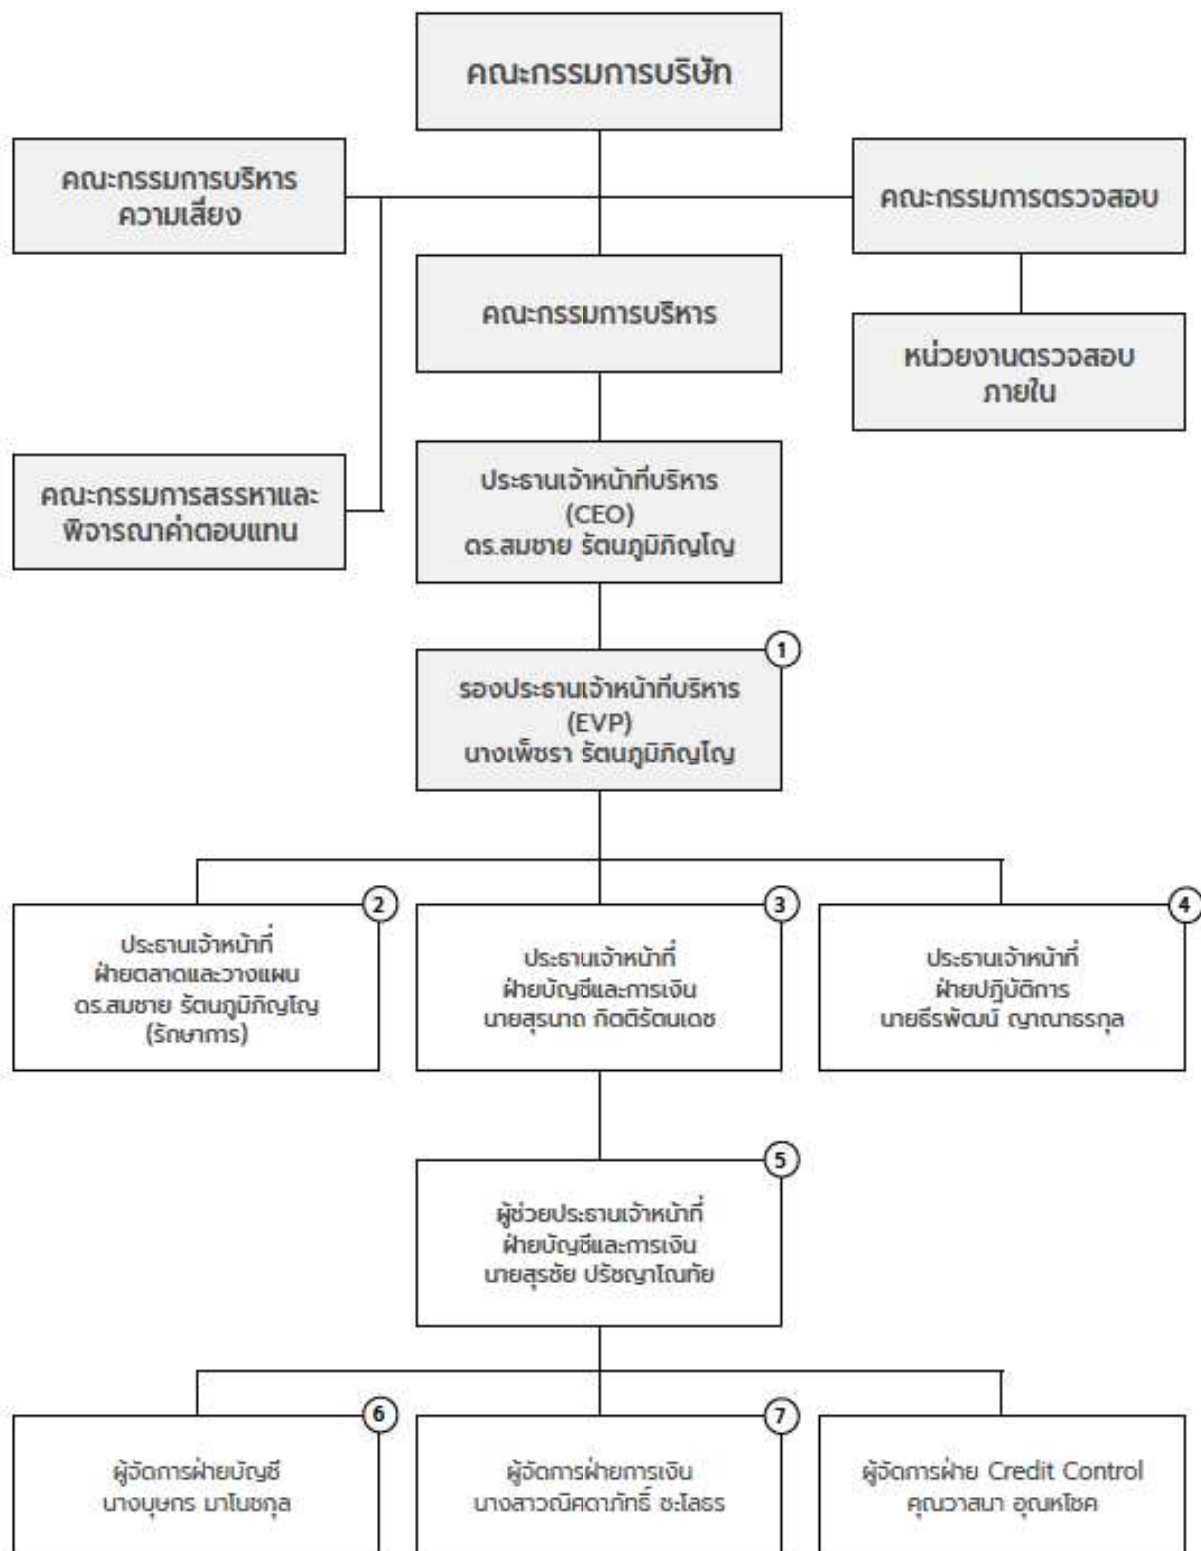 คณะกรรมการบริษัท
คณะกรรมการบริหาร
ความเสี่ยง
คณะกรรมการตรวจสอบ
คณะกรรมการบริหาร
หน่วยงานตรวจสอบ
ภายใน
คณะกรรมการสรรหาและ
พิจารณาค่าตอบแทน
ประธานเจ้าหน้าที่บริหาร
(CEO)
ดร.สมชาย รัตนภูมิภิญโญ
1
รองประธานเจ้าหน้าที่บริหาร
(EVP)
นางเพ็ชรา รัตนภูมิภิญโญ
2
ประธานเจ้าหน้าที่
ฝ่ายตลาดและวางแผน
ดร.สมชาย รัตนภูมิภิญโญ
(รักษาการ)
3
ประธานเจ้าหน้าที่
ฝ่ายบัญชีและการเงิน
นายสุรนาถ กิตติรัตนเดช
4
ประธานเจ้าหน้าที่
ฝ่ายปฏิบัติการ
นายธีรพัฒน์ ญาณาธรกุล
5
ผู้ช่วยประธานเจ้าหน้าที่
ฝ่ายบัญชีและการเงิน
นายสุรชัย ปรัชญาโณทัย
6
ผู้จัดการฝ่ายบัญชี
นางบุษกร มาโนชกุล
7
ผู้จัดการฝ่ายการเงิน
นางสาวณิศดาภัทธิ์ ชะโลธร
ผู้จัดการฝ่าย Credit Control
คุณวาสนา อุณหโชค